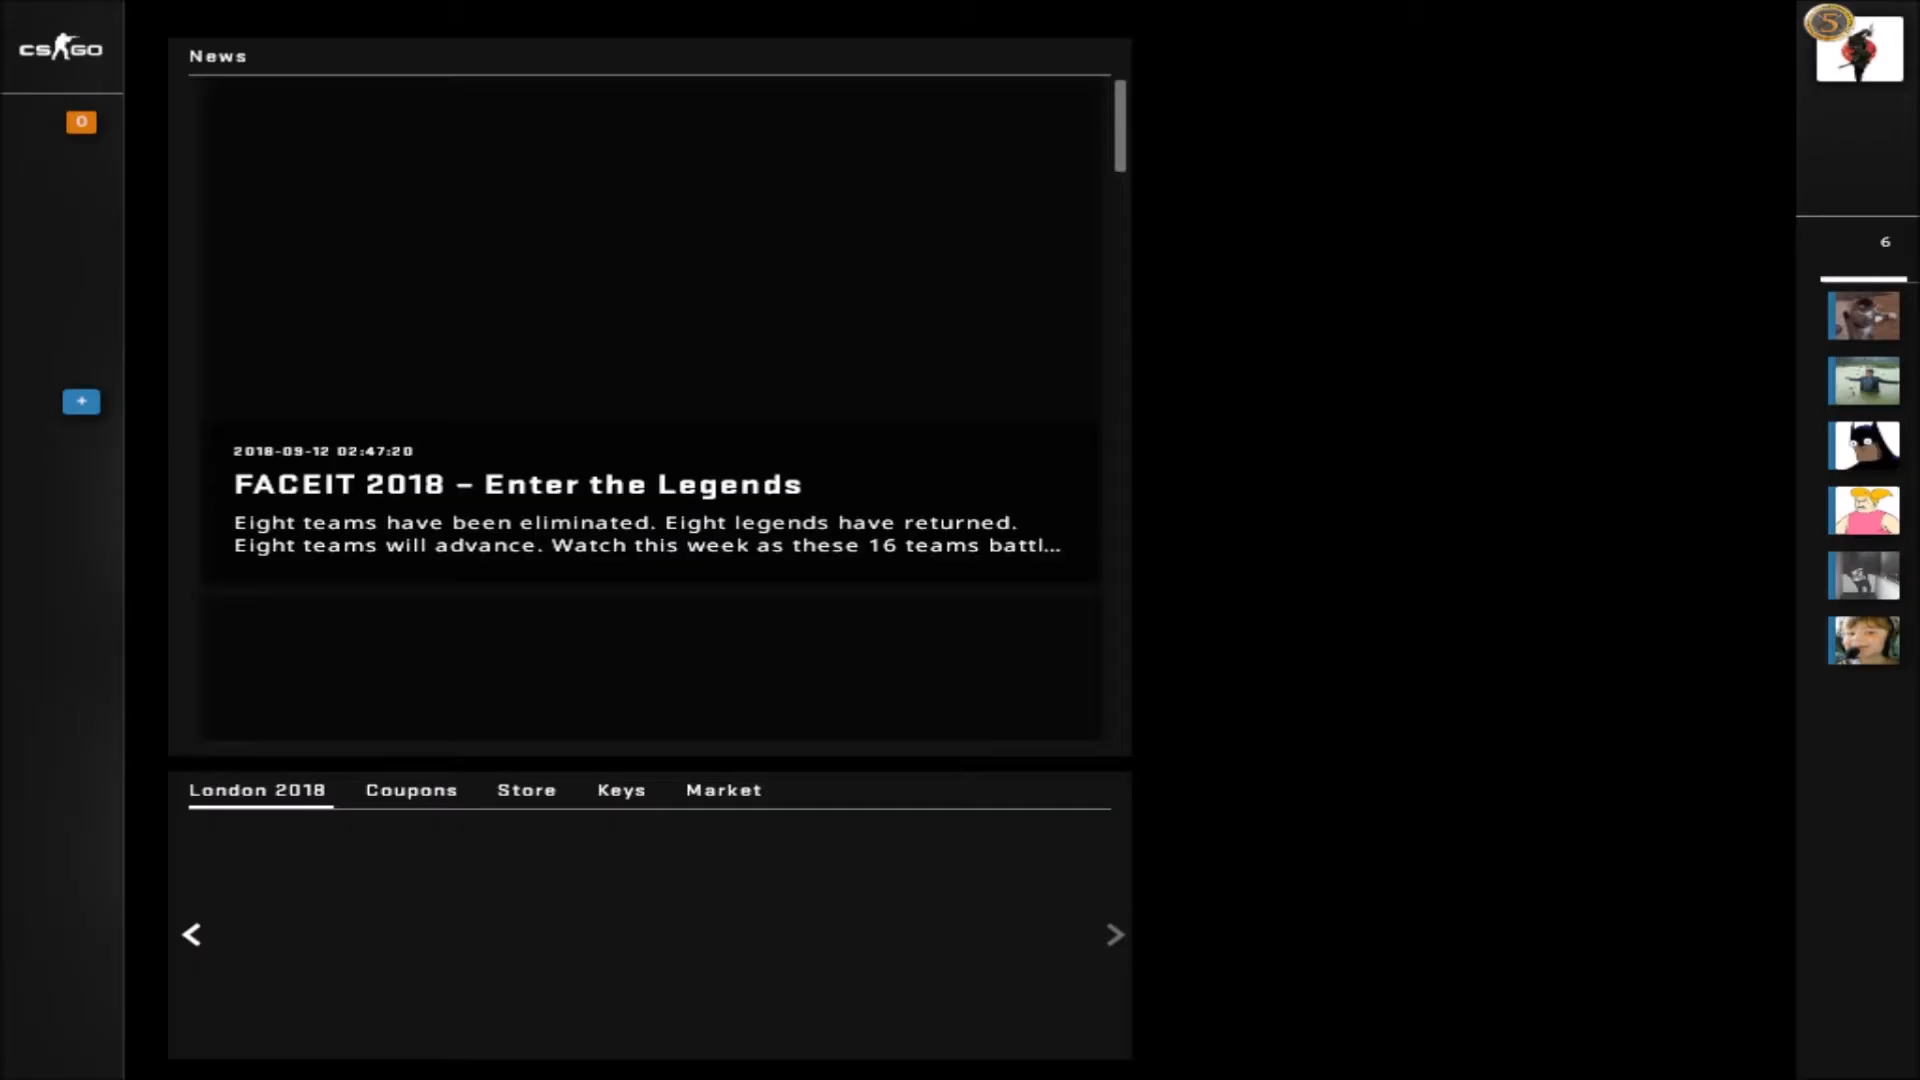 CS GO
News
5
0
6
+
2018-09-12 02:47:20
FACEIT 2018 – Enter the Legends
Eight teams have been eliminated. Eight legends have returned.
Eight teams will advance. Watch this week as these 16 teams battl...
London 2018 Coupons Store Keys Market